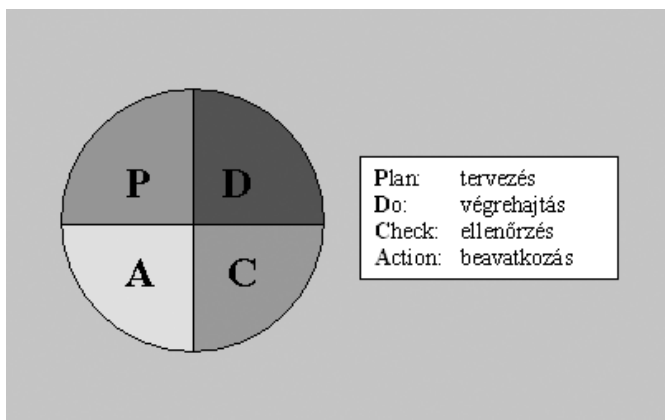 P D
A C
Plan: tervezés
Do: végrehajtás
Check: ellenőrzés
Action: beavatkozás